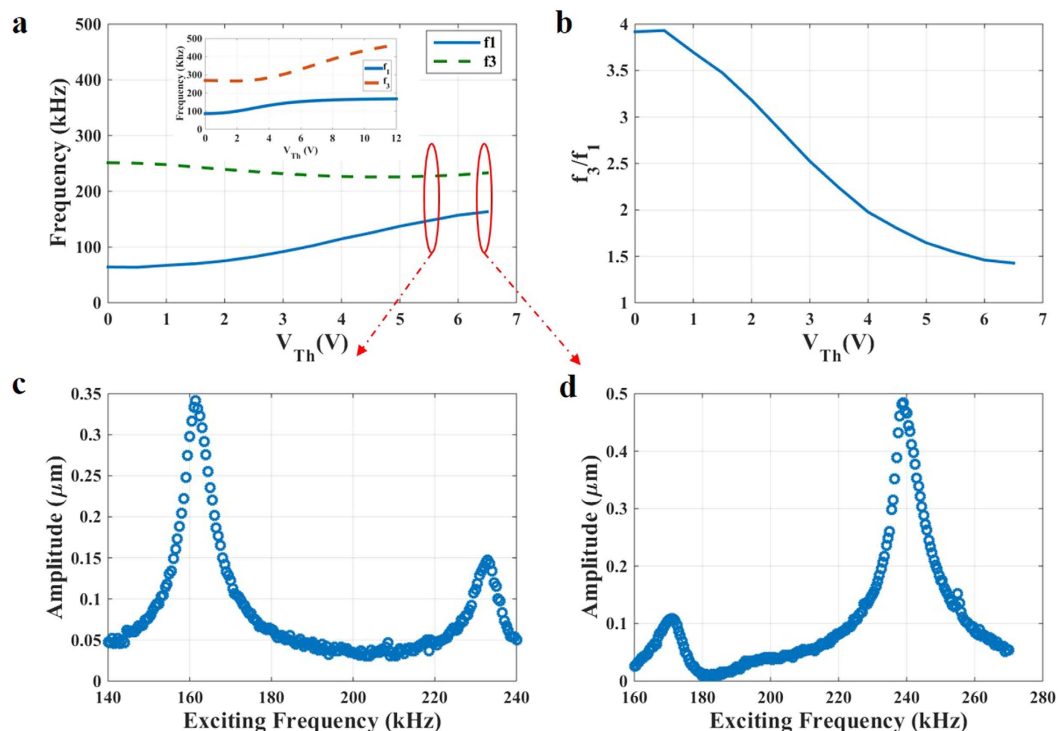 a
500
450
400
350
300
250
200
150
100
50
0
0 1 2 3 4 5 6 7
Frequency (kHz)
V_Th (V)
f1
f3
500
400
300
200
100
0
0 2 4 6 8 10 12
Frequency (Khz)
V_Th (V)
f_1
f_3
b
4
3.5
3
2.5
2
1.5
1
0 1 2 3 4 5 6 7
f_3/f_1
V_Th (V)
c
0.35
0.3
0.25
0.2
0.15
0.1
0.05
0
140 160 180 200 220 240
Amplitude (μm)
Exciting Frequency (kHz)
d
0.5
0.4
0.3
0.2
0.1
0
160 180 200 220 240 260 280
Amplitude (μm)
Exciting Frequency (kHz)